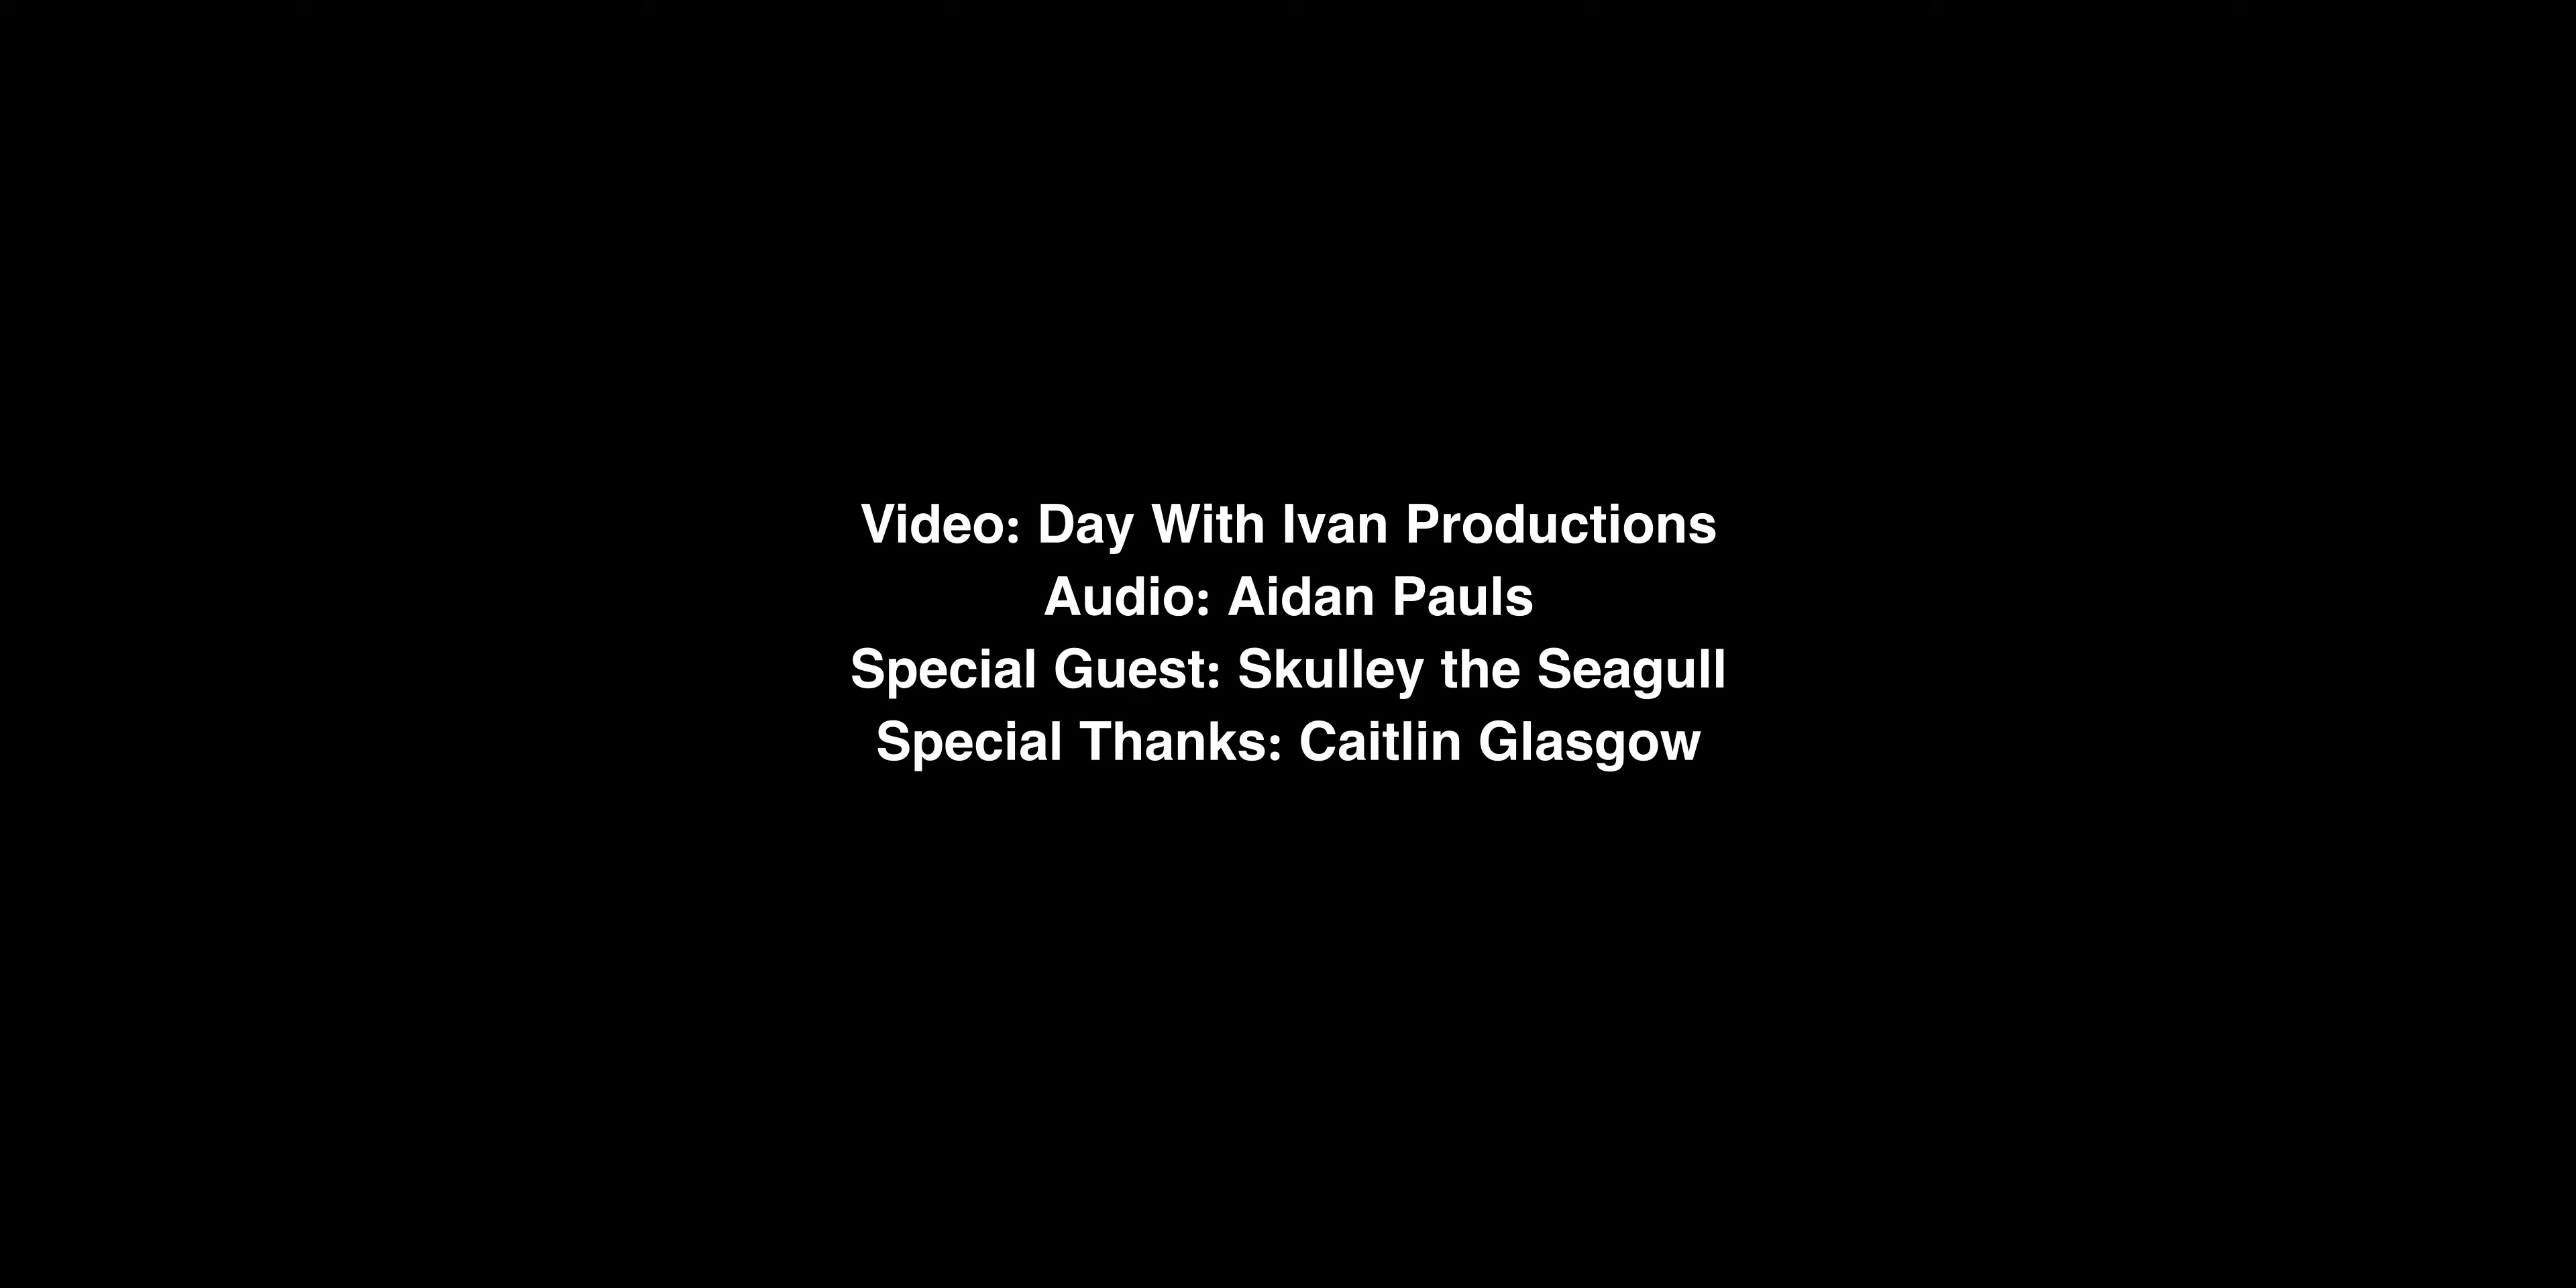 Video: Day With Ivan Productions
Audio: Aidan Pauls
Special Guest: Skulley the Seagull
Special Thanks: Caitlin Glasgow